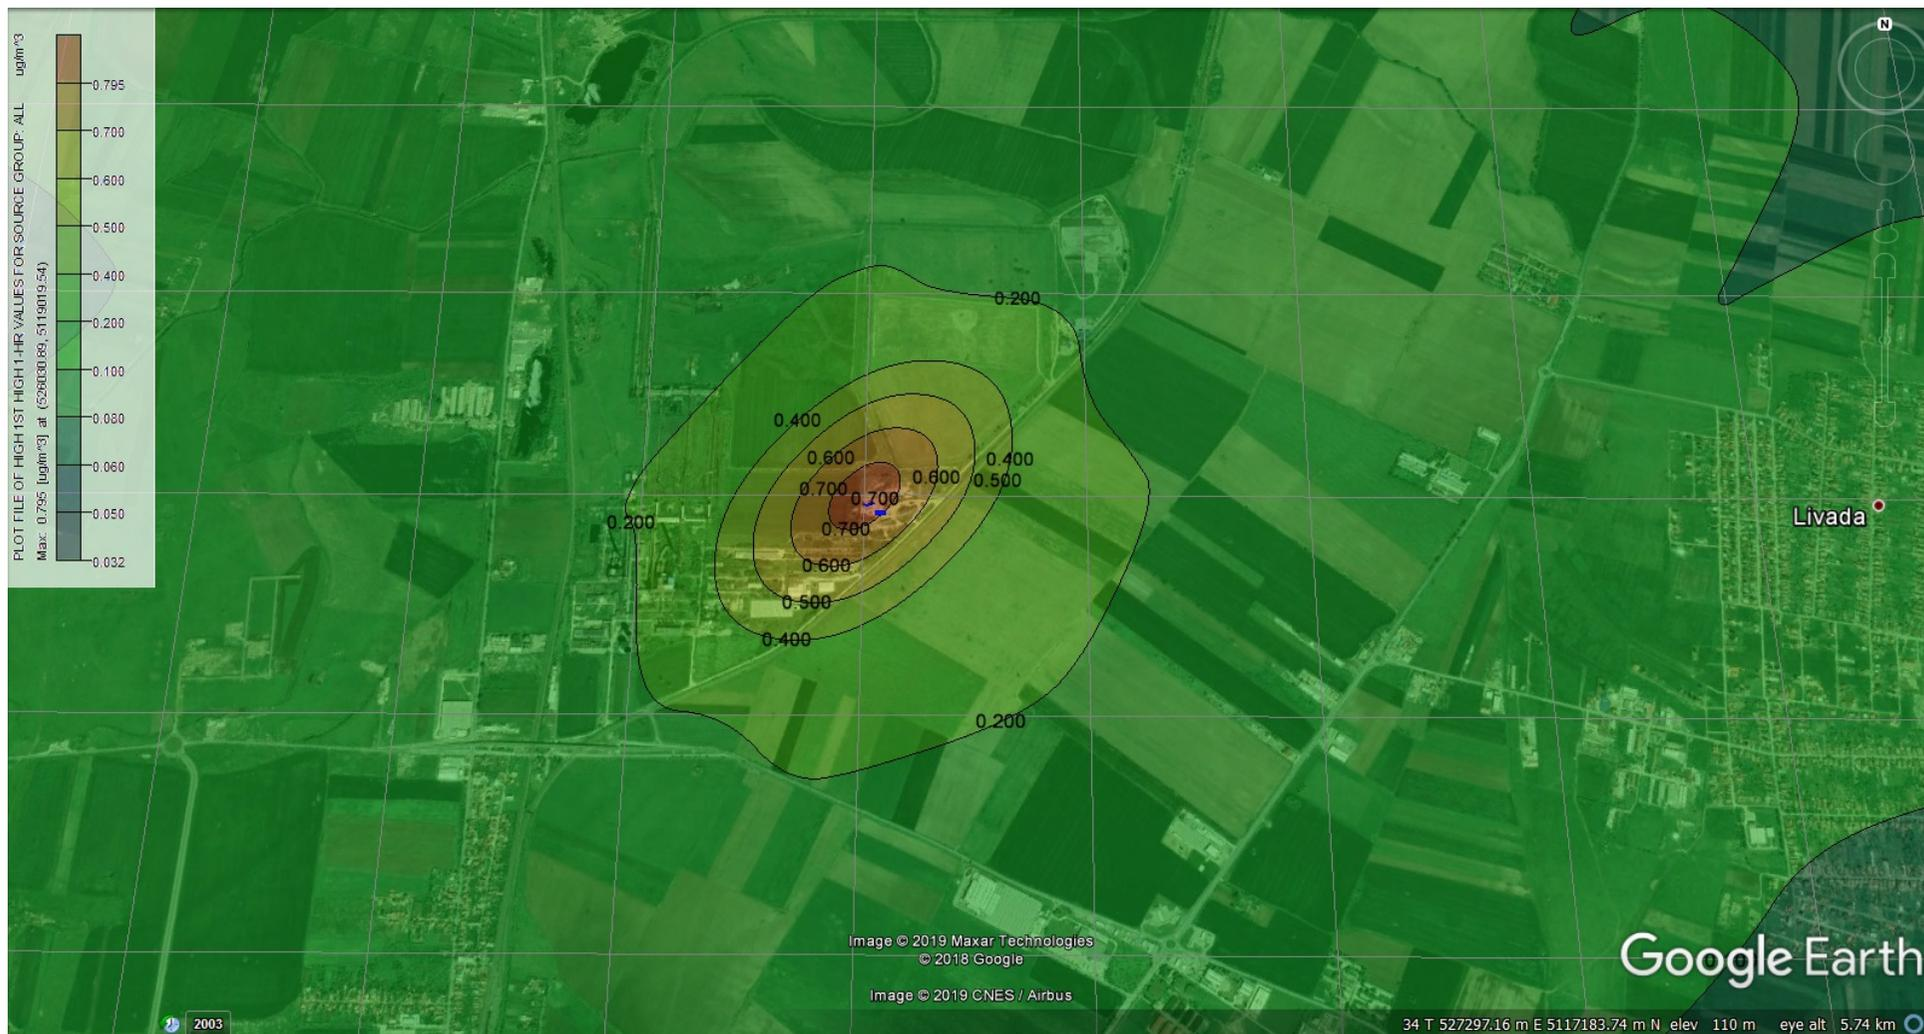 PLOT FILE OF HIGH 1ST HIGH 1-HR VALUES FOR SOURCE GROUP: ALL ug/m^3
Max: 0.795 [ug/m^3] at (526030.89, 5119019.54)
0.795
0.700
0.600
0.500
0.400
0.200
0.100
0.080
0.060
0.050
0.032
N
0.200
0.400
0.600
0.400
0.700
0.600
0.500
0.700
0.200
0.700
0.600
0.500
0.400
0.200
Livada
Image © 2019 Maxar Technologies
© 2018 Google
Image © 2019 CNES / Airbus
Google Earth
2003
34 T 527297.16 m E 5117183.74 m N elev 110 m eye alt 5.74 km